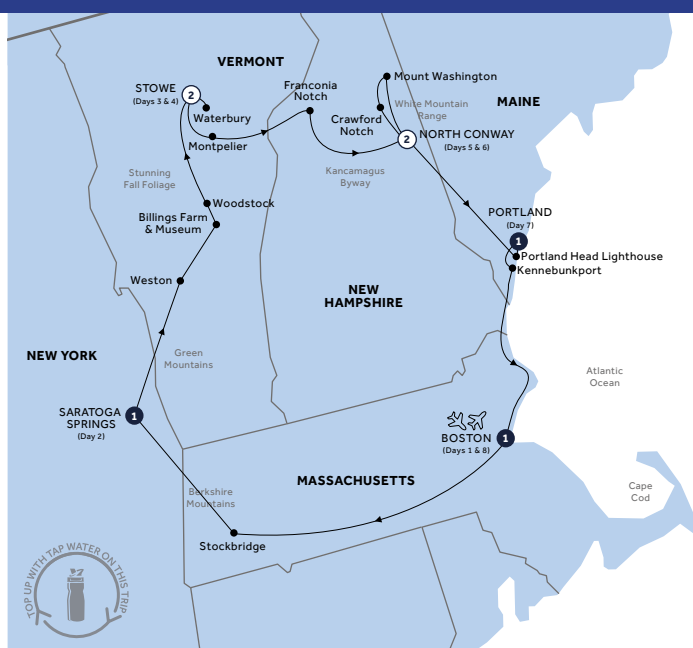 VERMONT
STOWE
(Days 3 & 4)
2
Waterbury
Montpelier
Franconia
Notch
Mount Washington
White Mountain
Range
Crawford
Notch
MAINE
2
NORTH CONWAY
(Days 5 & 6)
Kancamagus
Byway
Stunning
Fall Foliage
Woodstock
Billings Farm
& Museum
PORTLAND
(Day 7)
1
Portland Head Lighthouse
Kennebunkport
Weston
NEW
HAMPSHIRE
NEW YORK
Green
Mountains
Atlantic
Ocean
SARATOGA
SPRINGS
(Day 2)
1
BOSTON
(Days 1 & 8)
1
MASSACHUSETTS
Berkshire
Mountains
Cape
Cod
Stockbridge
TOP UP WITH TAP WATER ON THIS TRIP